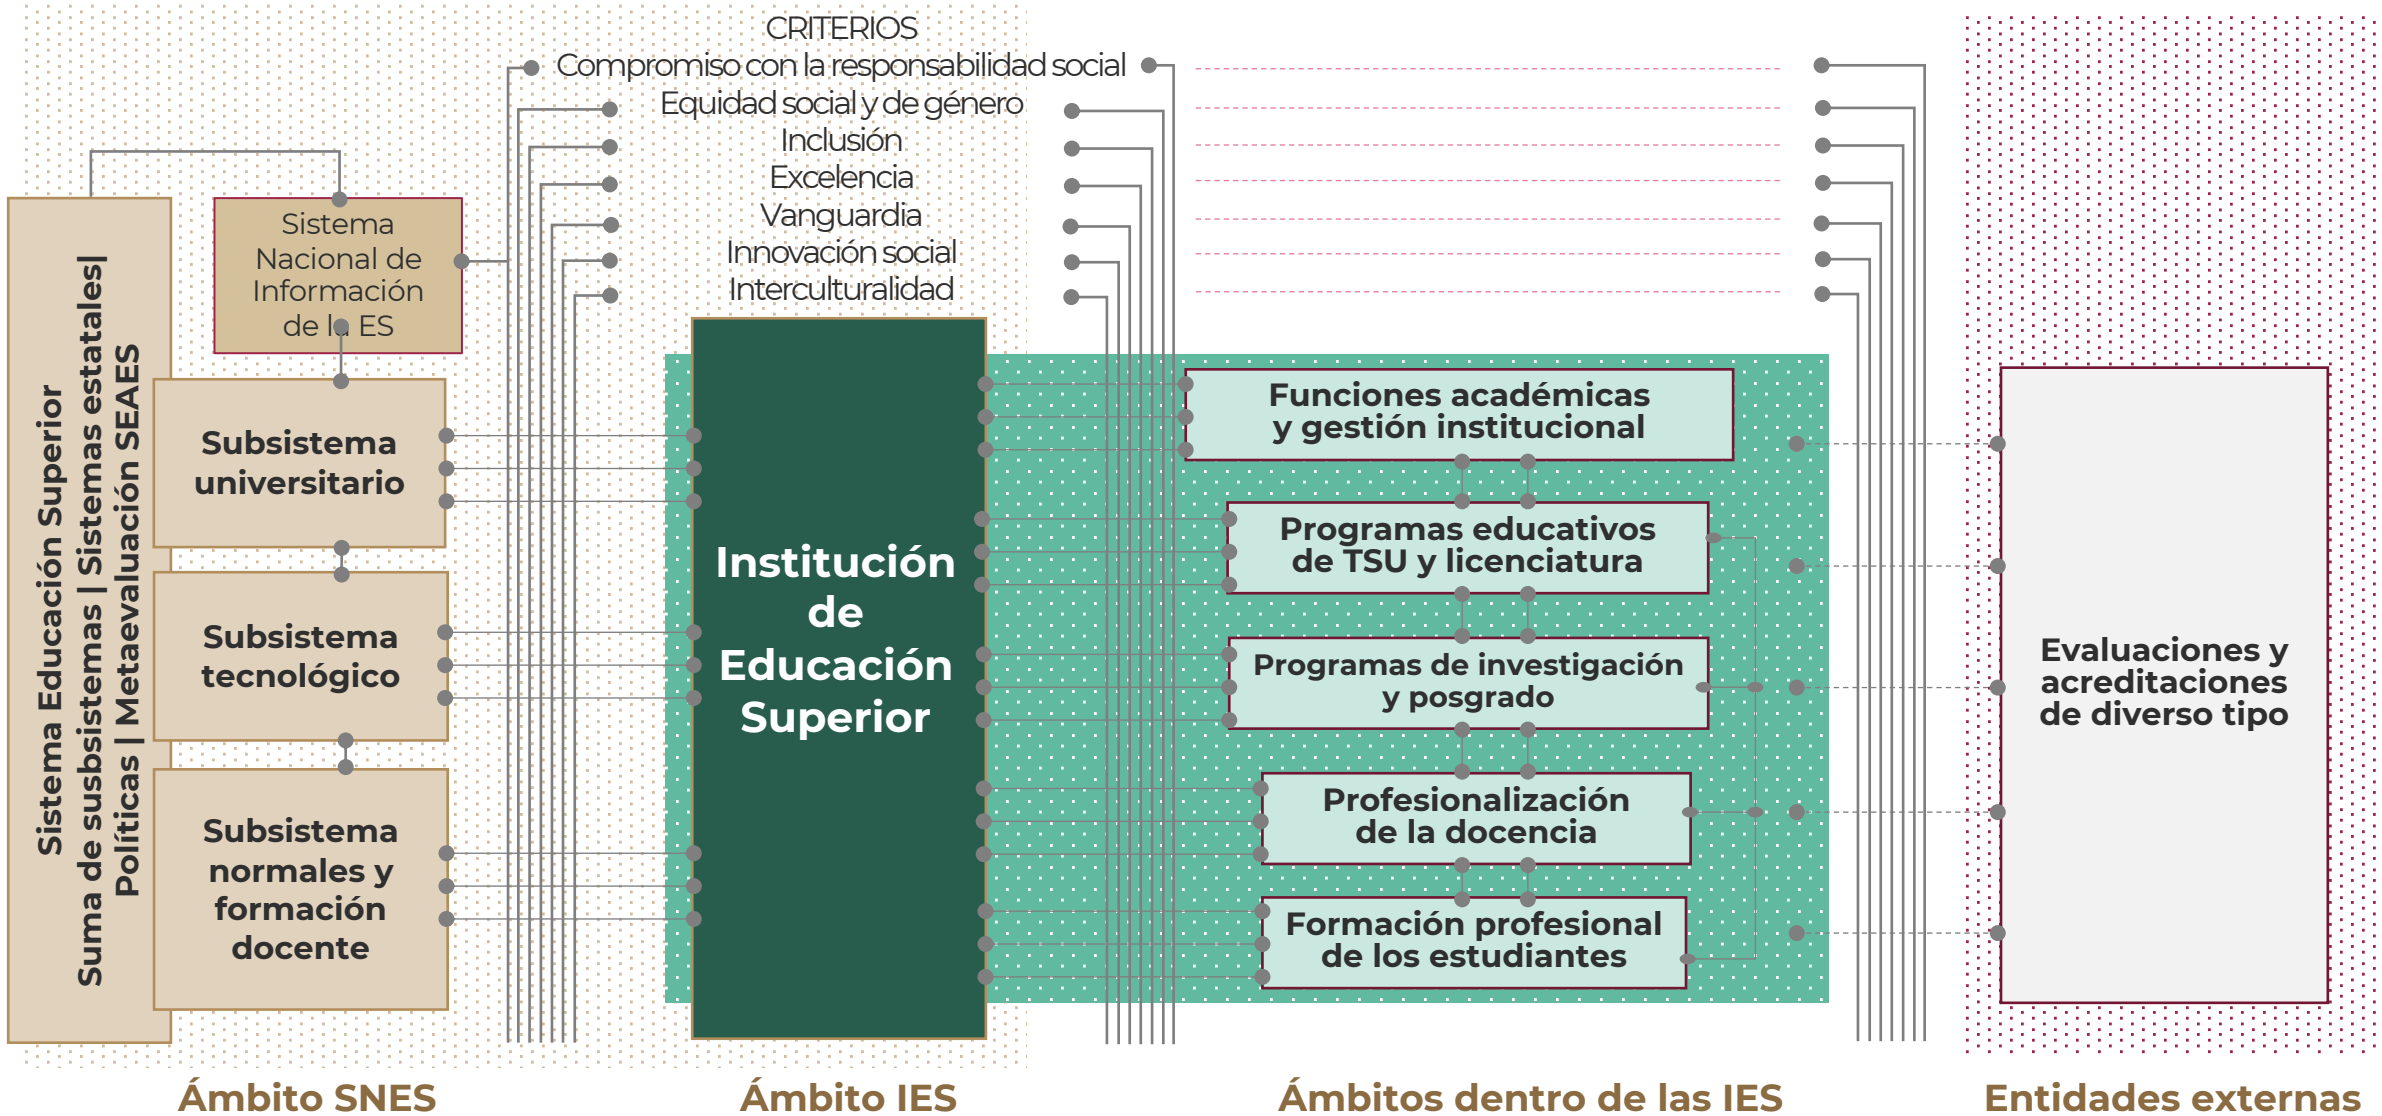 CRITERIOS
Compromiso con la responsabilidad social
Equidad social y de género
Inclusión
Excelencia
Vanguardia
Innovación social
Interculturalidad
Sistema Educación Superior
Suma de susbsistemas | Sistemas estatales|
Políticas | Metaevaluación SEAES
Sistema
Nacional de
Información
de la ES
Subsistema
universitario
Subsistema
tecnológico
Subsistema
normales y
formación
docente
Institución
de
Educación
Superior
Funciones académicas
y gestión institucional
Programas educativos
de TSU y licenciatura
Programas de investigación
y posgrado
Profesionalización
de la docencia
Formación profesional
de los estudiantes
Evaluaciones y
acreditaciones
de diverso tipo
Ámbito SNES
Ámbito IES
Ámbitos dentro de las IES
Entidades externas